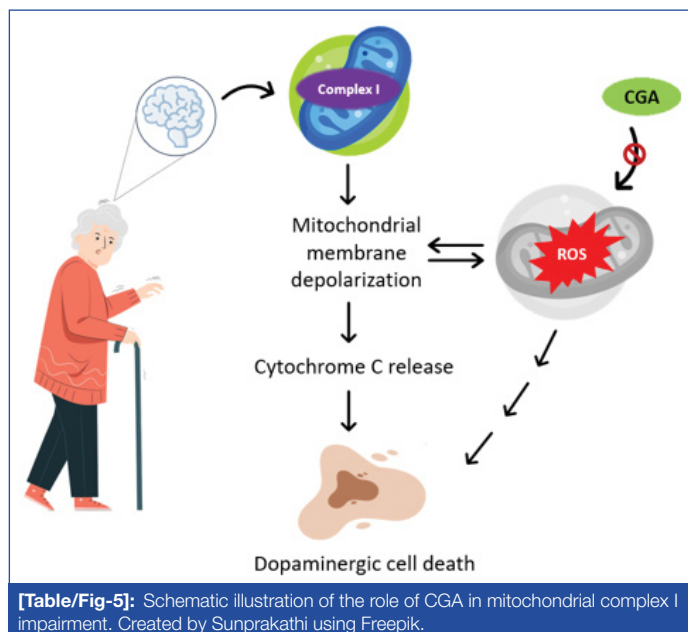 Complex I
CGA
Mitochondrial
membrane
depolarization
ROS
Cytochrome C release
Dopaminergic cell death
[Table/Fig-5]: Schematic illustration of the role of CGA in mitochondrial complex I
impairment. Created by Sunprakathi using Freepik.